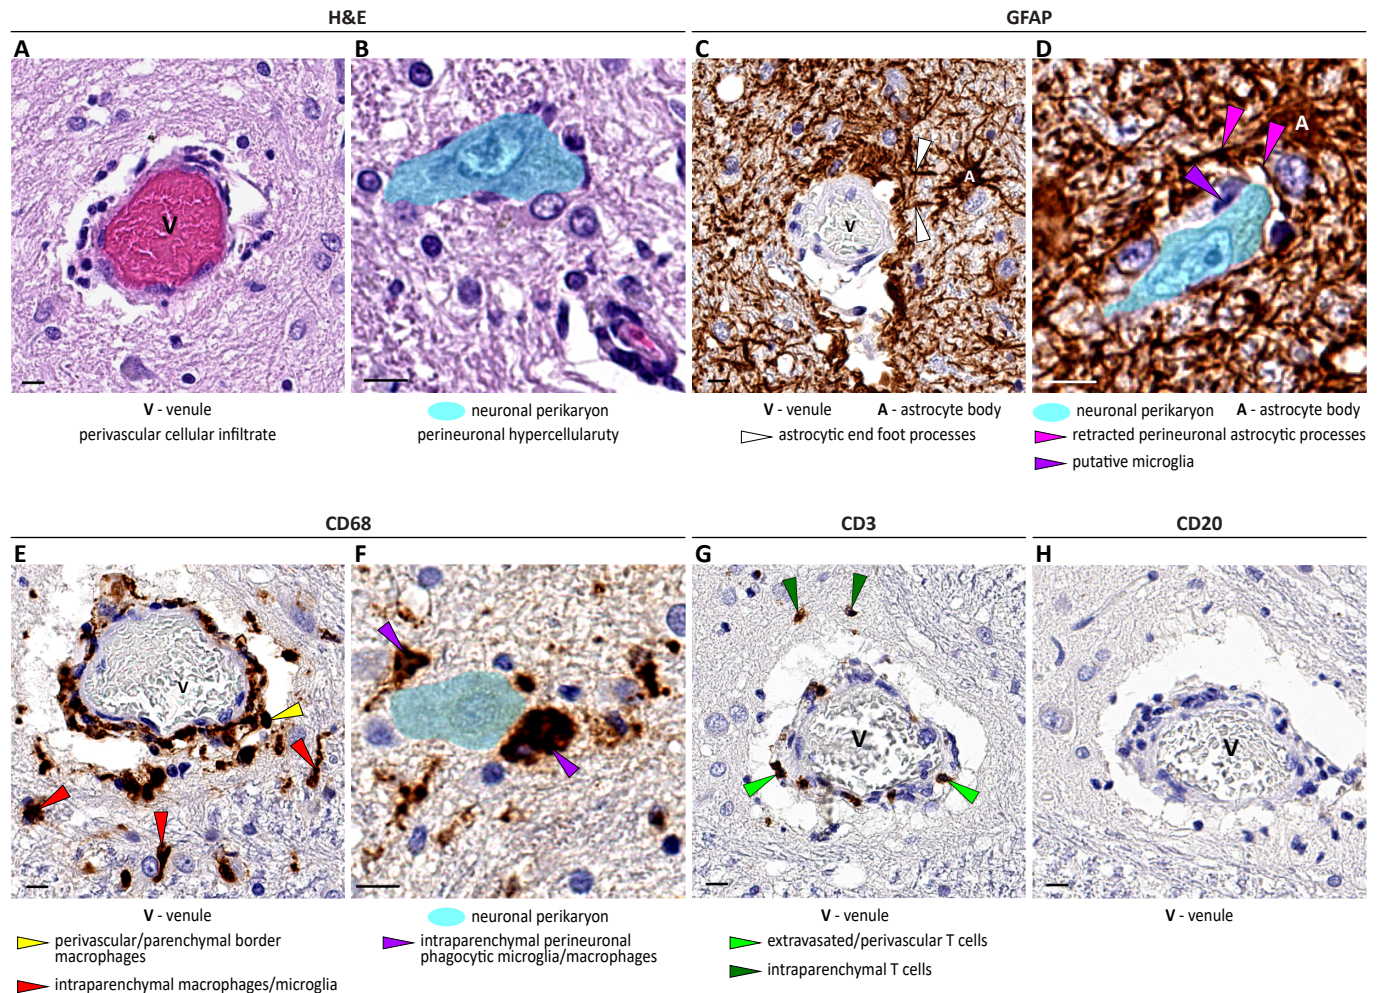 H&E
GFAP
A
B
C
D
V
V
A
A
V - venule
perivascular cellular infiltrate
neuronal perikaryon
perineuronal hypercellularuty
V - venule A - astrocyte body
astrocytic end foot processes
neuronal perikaryon A - astrocyte body
retracted perineuronal astrocytic processes
putative microglia
CD68
CD3
CD20
E
F
G
H
V
V
V
V - venule
perivascular/parenchymal border
macrophages
intraparenchymal macrophages/microglia
neuronal perikaryon
intraparenchymal perineuronal
phagocytic microglia/macrophages
V - venule
extravasated/perivascular T cells
intraparenchymal T cells
V - venule